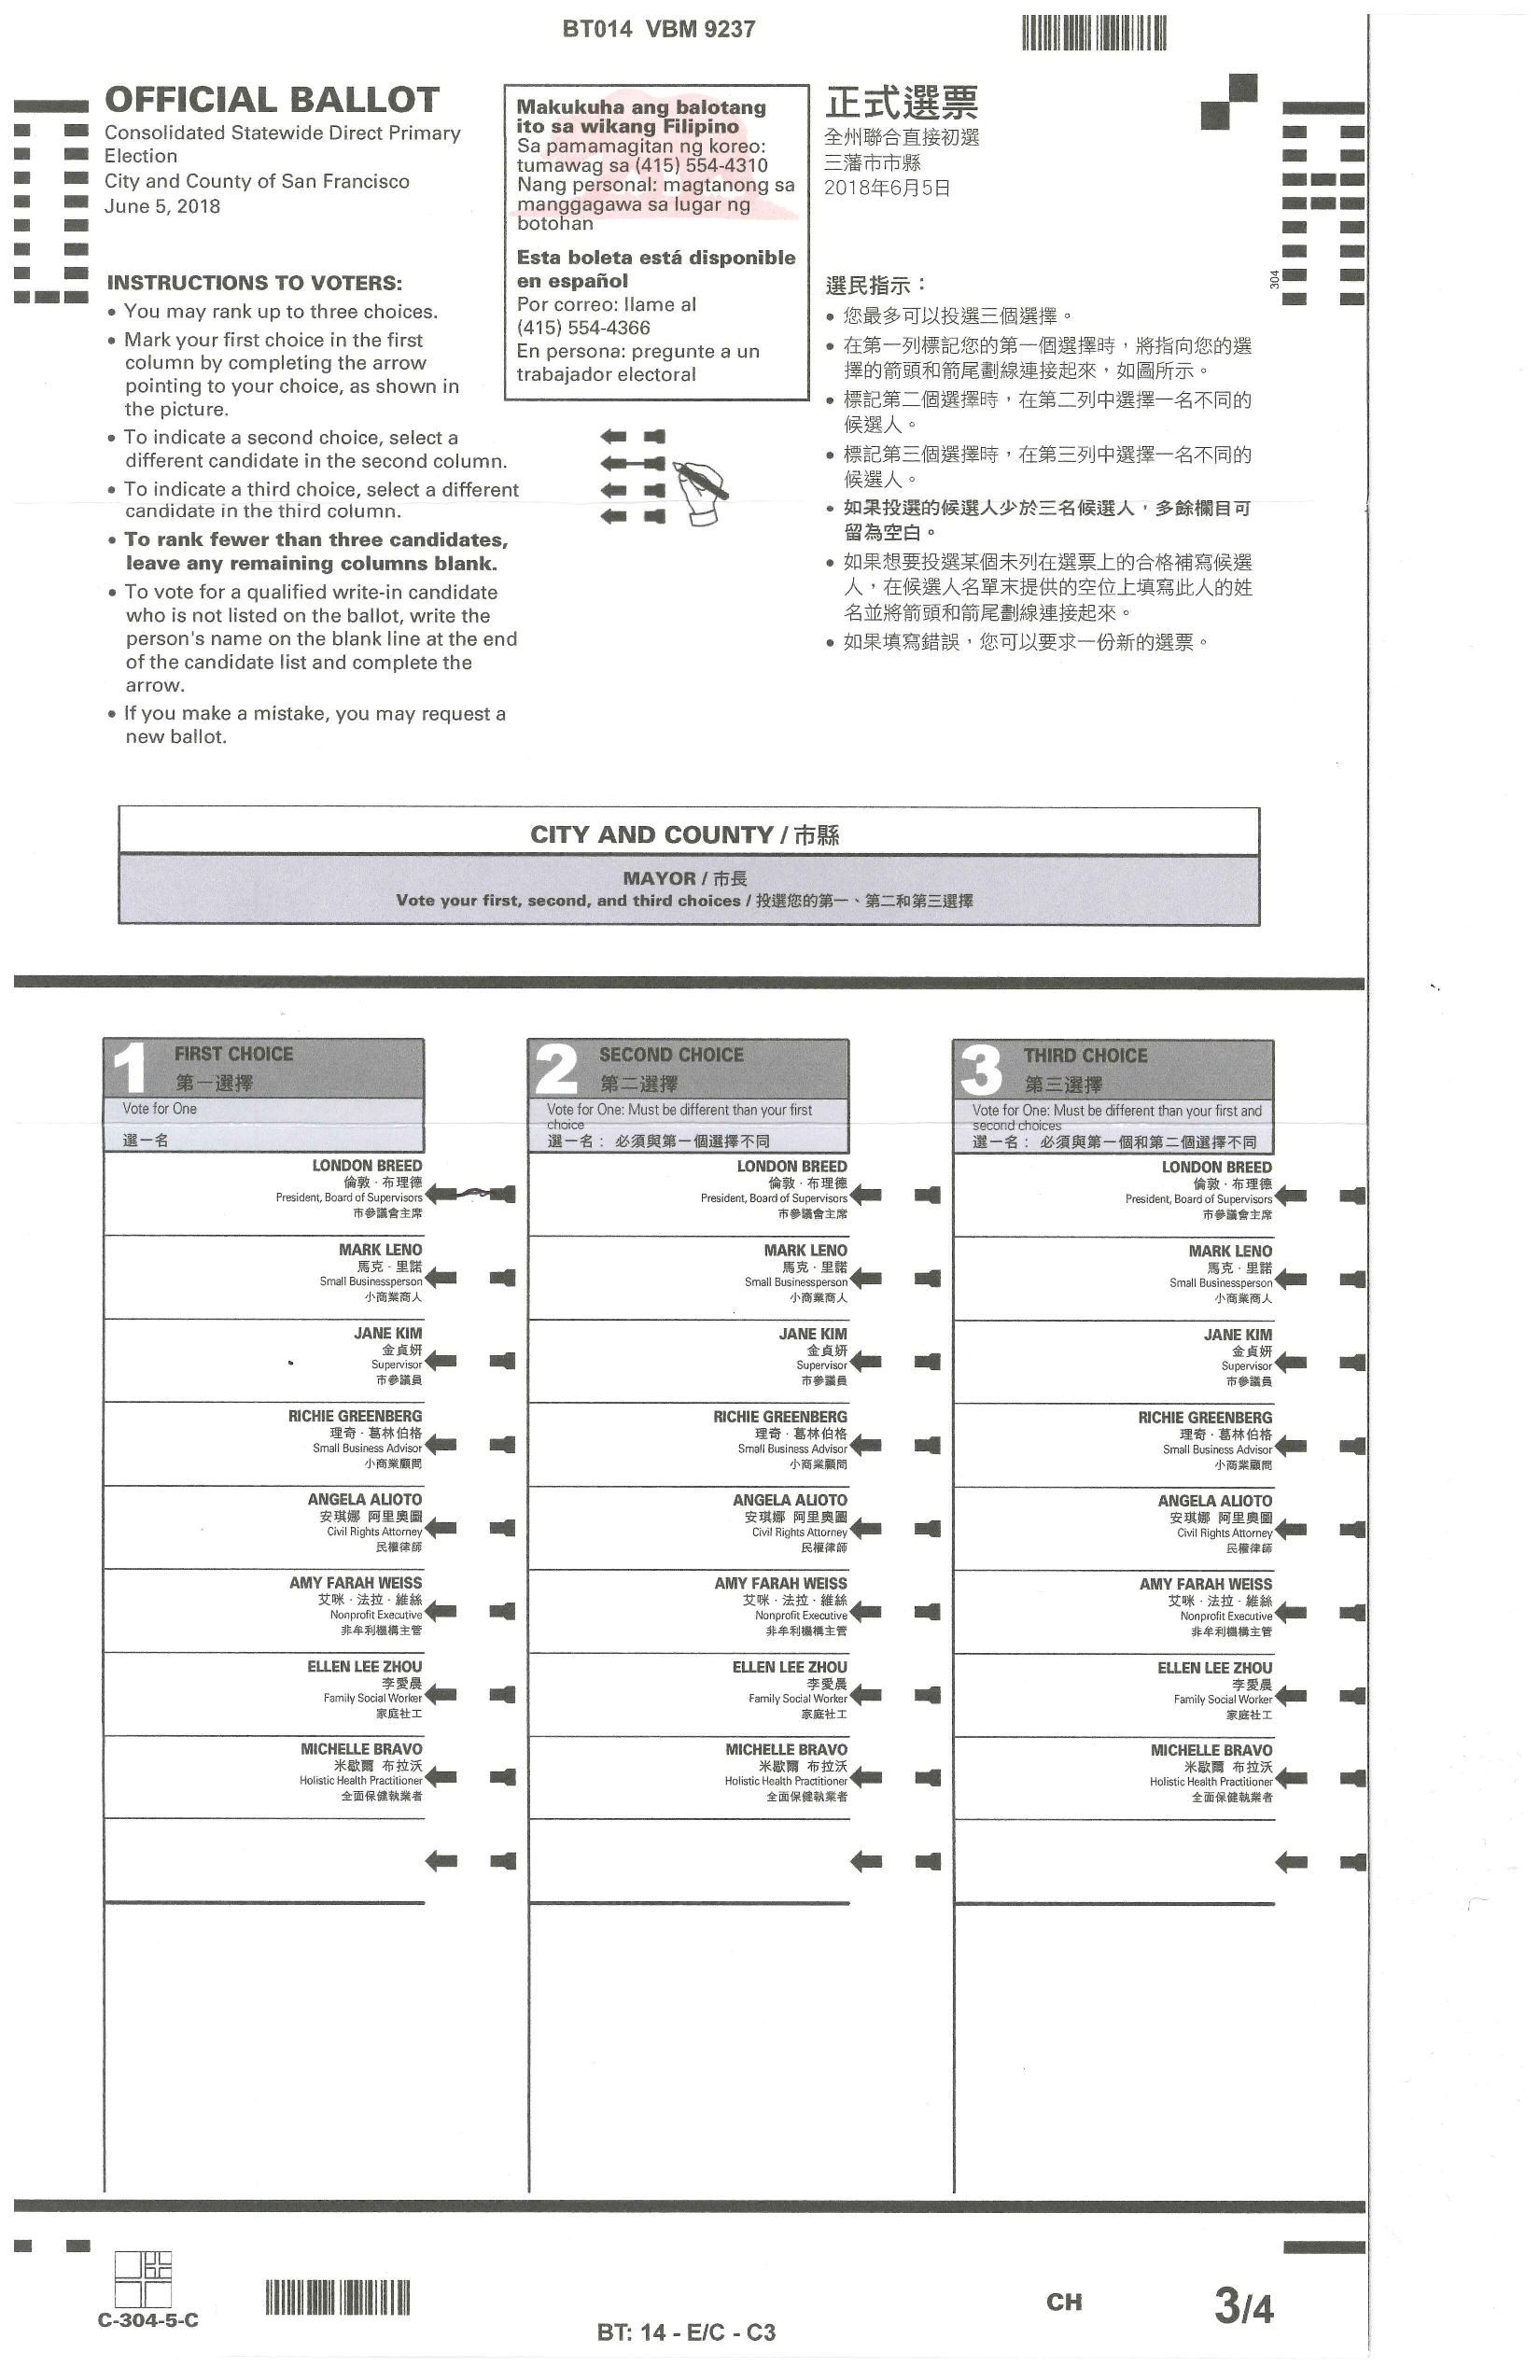 BT014 VBM 9237
OFFICIAL BALLOT
Consolidated Statewide Direct Primary
Election
City and County of San Francisco
June 5, 2018
INSTRUCTIONS TO VOTERS:
• You may rank up to three choices.
• Mark your first choice in the first
column by completing the arrow
pointing to your choice, as shown in
the picture.
• To indicate a second choice, select a
different candidate in the second column.
• To indicate a third choice, select a different
candidate in the third column.
• To rank fewer than three candidates,
leave any remaining columns blank.
• To vote for a qualified write-in candidate
who is not listed on the ballot, write the
person's name on the blank line at the end
of the candidate list and complete the
arrow.
• If you make a mistake, you may request a
new ballot.
Makukuha ang balotang
ito sa wikang Filipino
Sa pamamagitan ng koreo:
tumawag sa (415) 554-4310
Nang personal: magtanong sa
manggagawa sa lugar ng
botohan
Esta boleta está disponible
en español
Por correo: llame al
(415) 554-4366
En persona: pregunte a un
trabajador electoral
正式選票
全州聯合直接初選
三藩市市縣
2018年6月5日
選民指示：
• 您最多可以投選三個選擇。
• 在第一列標記您的第一個選擇時，將指向您的選
擇的箭頭和箭尾劃線連接起來，如圖所示。
• 標記第二個選擇時，在第二列中選擇一名不同的
候選人。
• 標記第三個選擇時，在第三列中選擇一名不同的
候選人。
• 如果投選的候選人少於三名候選人，多餘欄目可
留為空白。
• 如果想要投選某個未列在選票上的合格補寫候選
人，在候選人名單末提供的空位上填寫此人的姓
名並將箭頭和箭尾劃線連接起來。
• 如果填寫錯誤，您可以要求一份新的選票。
304
CITY AND COUNTY / 市縣
MAYOR / 市長
Vote your first, second, and third choices / 投選您的第一、第二和第三選擇
1 FIRST CHOICE
第一選擇
Vote for One
選一名
LONDON BREED
倫敦 · 布理德
President, Board of Supervisors
市參議會主席
MARK LENO
馬克 · 里諾
Small Businessperson
小商業商人
JANE KIM
金貞妍
Supervisor
市參議員
RICHIE GREENBERG
理奇 · 葛林伯格
Small Business Advisor
小商業顧問
ANGELA ALIOTO
安琪娜 阿里奧圖
Civil Rights Attorney
民權律師
AMY FARAH WEISS
艾咪 · 法拉 · 維絲
Nonprofit Executive
非牟利機構主管
ELLEN LEE ZHOU
李愛晨
Family Social Worker
家庭社工
MICHELLE BRAVO
米歇爾 布拉沃
Holistic Health Practitioner
全面保健執業者
2 SECOND CHOICE
第二選擇
Vote for One: Must be different than your first
choice
選一名： 必須與第一個選擇不同
LONDON BREED
倫敦 · 布理德
President, Board of Supervisors
市參議會主席
MARK LENO
馬克 · 里諾
Small Businessperson
小商業商人
JANE KIM
金貞妍
Supervisor
市參議員
RICHIE GREENBERG
理奇 · 葛林伯格
Small Business Advisor
小商業顧問
ANGELA ALIOTO
安琪娜 阿里奧圖
Civil Rights Attorney
民權律師
AMY FARAH WEISS
艾咪 · 法拉 · 維絲
Nonprofit Executive
非牟利機構主管
ELLEN LEE ZHOU
李愛晨
Family Social Worker
家庭社工
MICHELLE BRAVO
米歇爾 布拉沃
Holistic Health Practitioner
全面保健執業者
3 THIRD CHOICE
第三選擇
Vote for One: Must be different than your first and
second choices
選一名： 必須與第一個和第二個選擇不同
LONDON BREED
倫敦 · 布理德
President, Board of Supervisors
市參議會主席
MARK LENO
馬克 · 里諾
Small Businessperson
小商業商人
JANE KIM
金貞妍
Supervisor
市參議員
RICHIE GREENBERG
理奇 · 葛林伯格
Small Business Advisor
小商業顧問
ANGELA ALIOTO
安琪娜 阿里奧圖
Civil Rights Attorney
民權律師
AMY FARAH WEISS
艾咪 · 法拉 · 維絲
Nonprofit Executive
非牟利機構主管
ELLEN LEE ZHOU
李愛晨
Family Social Worker
家庭社工
MICHELLE BRAVO
米歇爾 布拉沃
Holistic Health Practitioner
全面保健執業者
C-304-5-C
BT: 14 - E/C - C3
CH
3/4